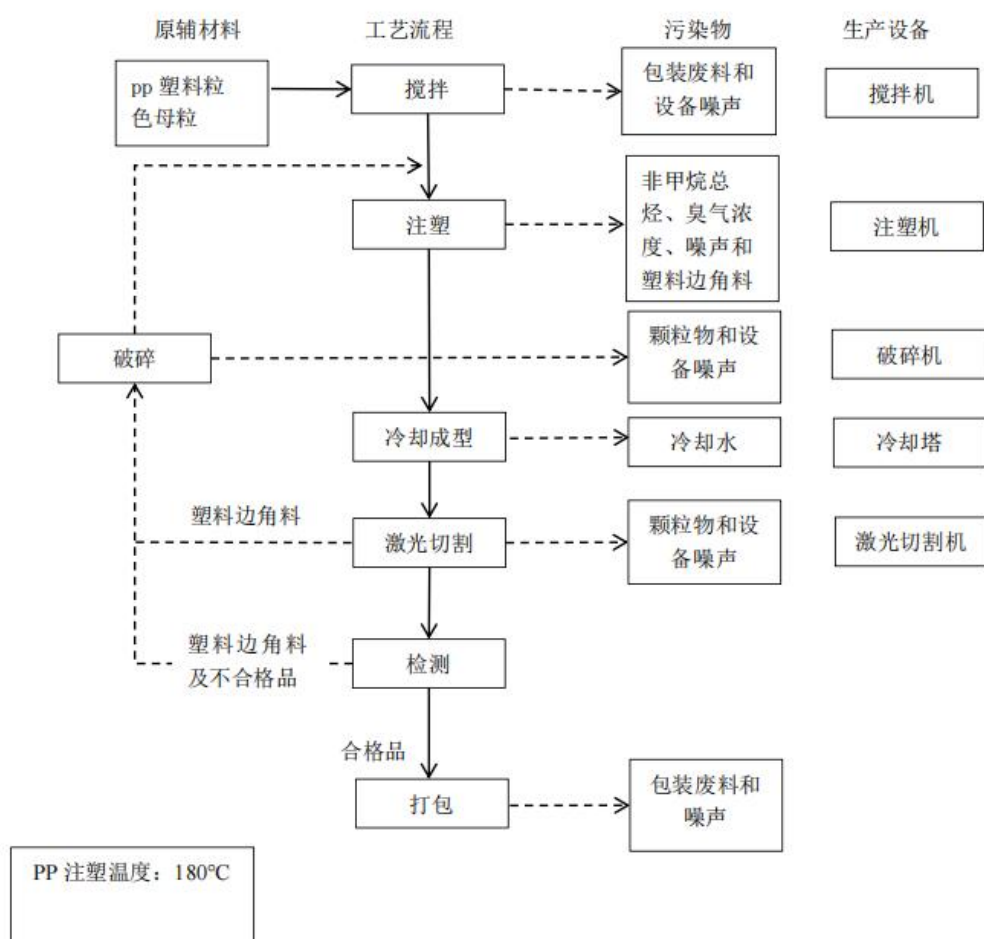 原辅材料 工艺流程 污染物 生产设备
pp 塑料粒
色母粒
搅拌
包装废料和
设备噪声
搅拌机
注塑
非甲烷总
烃、臭气浓
度、噪声和
塑料边角料
注塑机
破碎
颗粒物和设
备噪声
破碎机
冷却成型
冷却水
冷却塔
塑料边角料
激光切割
颗粒物和设
备噪声
激光切割机
塑料边角料
及不合格品
检测
合格品
打包
包装废料和
噪声
PP 注塑温度：180℃